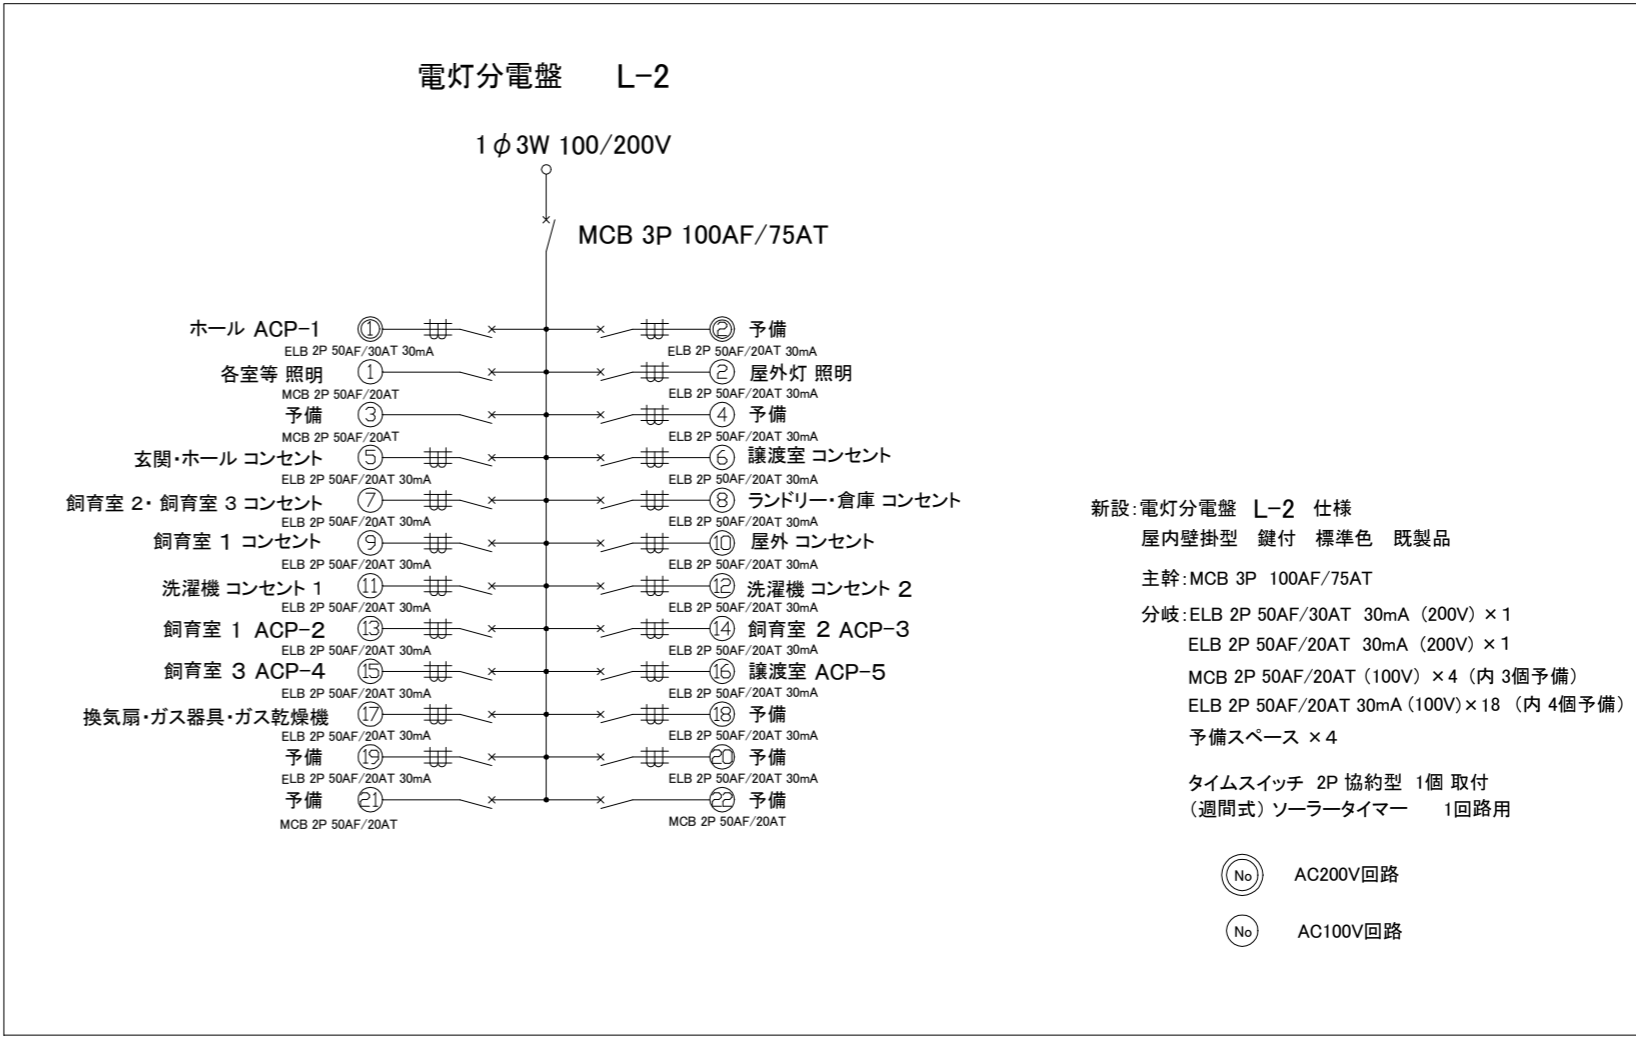 電灯分電盤 L-2
1φ3W 100/200V
MCB 3P 100AF/75AT
ホール ACP-1 ① ② 予備
ELB 2P 50AF/30AT 30mA ELB 2P 50AF/20AT 30mA
各室等 照明 ① ② 屋外灯 照明
MCB 2P 50AF/20AT ELB 2P 50AF/20AT 30mA
予備 ③ ④ 予備
MCB 2P 50AF/20AT ELB 2P 50AF/20AT 30mA
玄関・ホール コンセント ⑤ ⑥ 譲渡室 コンセント
ELB 2P 50AF/20AT 30mA ELB 2P 50AF/20AT 30mA
飼育室 2・ 飼育室 3 コンセント ⑦ ⑧ ランドリー・倉庫 コンセント
ELB 2P 50AF/20AT 30mA ELB 2P 50AF/20AT 30mA
飼育室 1 コンセント ⑨ ⑩ 屋外 コンセント
ELB 2P 50AF/20AT 30mA ELB 2P 50AF/20AT 30mA
洗濯機 コンセント 1 ⑪ ⑫ 洗濯機 コンセント 2
ELB 2P 50AF/20AT 30mA ELB 2P 50AF/20AT 30mA
飼育室 1 ACP-2 ⑬ ⑭ 飼育室 2 ACP-3
ELB 2P 50AF/20AT 30mA ELB 2P 50AF/20AT 30mA
飼育室 3 ACP-4 ⑮ ⑯ 譲渡室 ACP-5
ELB 2P 50AF/20AT 30mA ELB 2P 50AF/20AT 30mA
換気扇・ガス器具・ガス乾燥機 ⑰ ⑱ 予備
ELB 2P 50AF/20AT 30mA ELB 2P 50AF/20AT 30mA
予備 ⑲ ⑳ 予備
ELB 2P 50AF/20AT 30mA ELB 2P 50AF/20AT 30mA
予備 ㉑ ㉒ 予備
MCB 2P 50AF/20AT MCB 2P 50AF/20AT
新設:電灯分電盤 L-2 仕様
屋内壁掛型 鍵付 標準色 既製品
主幹:MCB 3P 100AF/75AT
分岐:ELB 2P 50AF/30AT 30mA (200V) ×1
ELB 2P 50AF/20AT 30mA (200V) ×1
MCB 2P 50AF/20AT (100V) ×4 (内 3個予備)
ELB 2P 50AF/20AT 30mA (100V)×18 (内 4個予備)
予備スペース ×4
タイムスイッチ 2P 協約型 1個 取付
(週間式) ソーラータイマー 1回路用
No AC200V回路
No AC100V回路